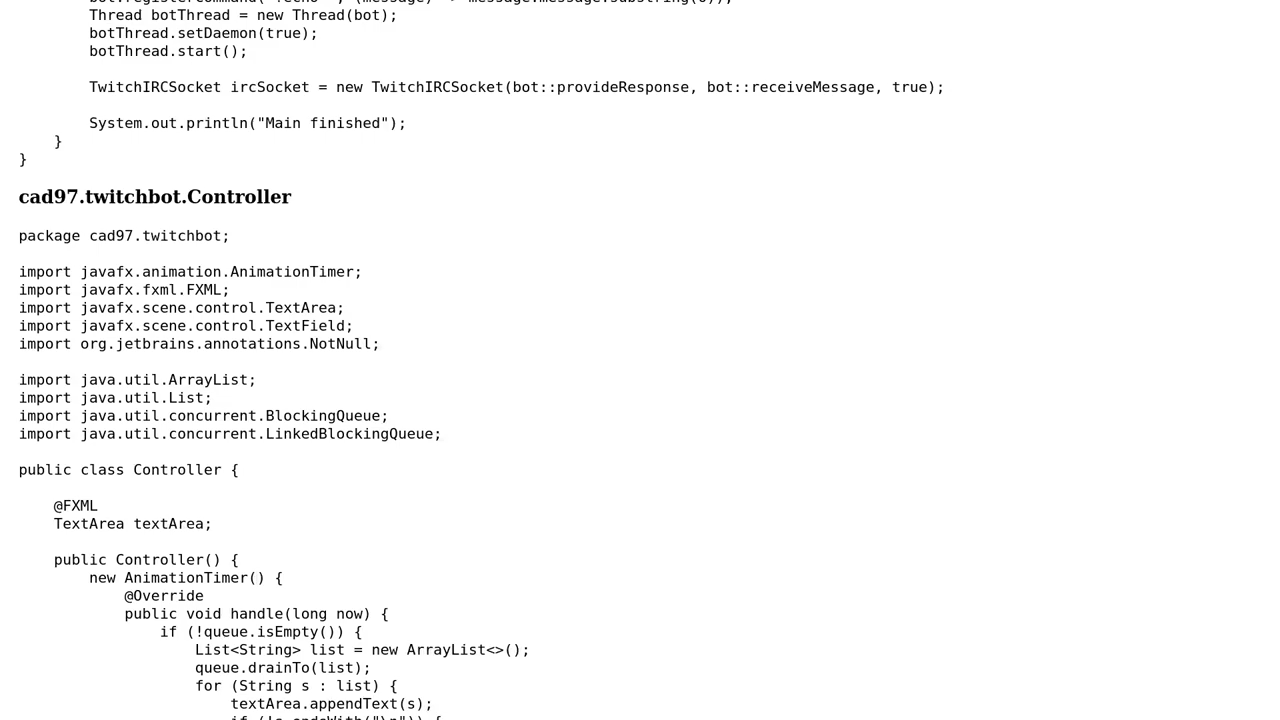 Thread botThread = new Thread(bot);
        botThread.setDaemon(true);
        botThread.start();

        TwitchIRCSocket ircSocket = new TwitchIRCSocket(bot::provideResponse, bot::receiveMessage, true);

        System.out.println("Main finished");
    }
}
cad97.twitchbot.Controller
package cad97.twitchbot;

import javafx.animation.AnimationTimer;
import javafx.fxml.FXML;
import javafx.scene.control.TextArea;
import javafx.scene.control.TextField;
import org.jetbrains.annotations.NotNull;

import java.util.ArrayList;
import java.util.List;
import java.util.concurrent.BlockingQueue;
import java.util.concurrent.LinkedBlockingQueue;

public class Controller {

    @FXML
    TextArea textArea;

    public Controller() {
        new AnimationTimer() {
            @Override
            public void handle(long now) {
                if (!queue.isEmpty()) {
                    List<String> list = new ArrayList<>();
                    queue.drainTo(list);
                    for (String s : list) {
                        textArea.appendText(s);
                        if (!s.endsWith("\n")) {